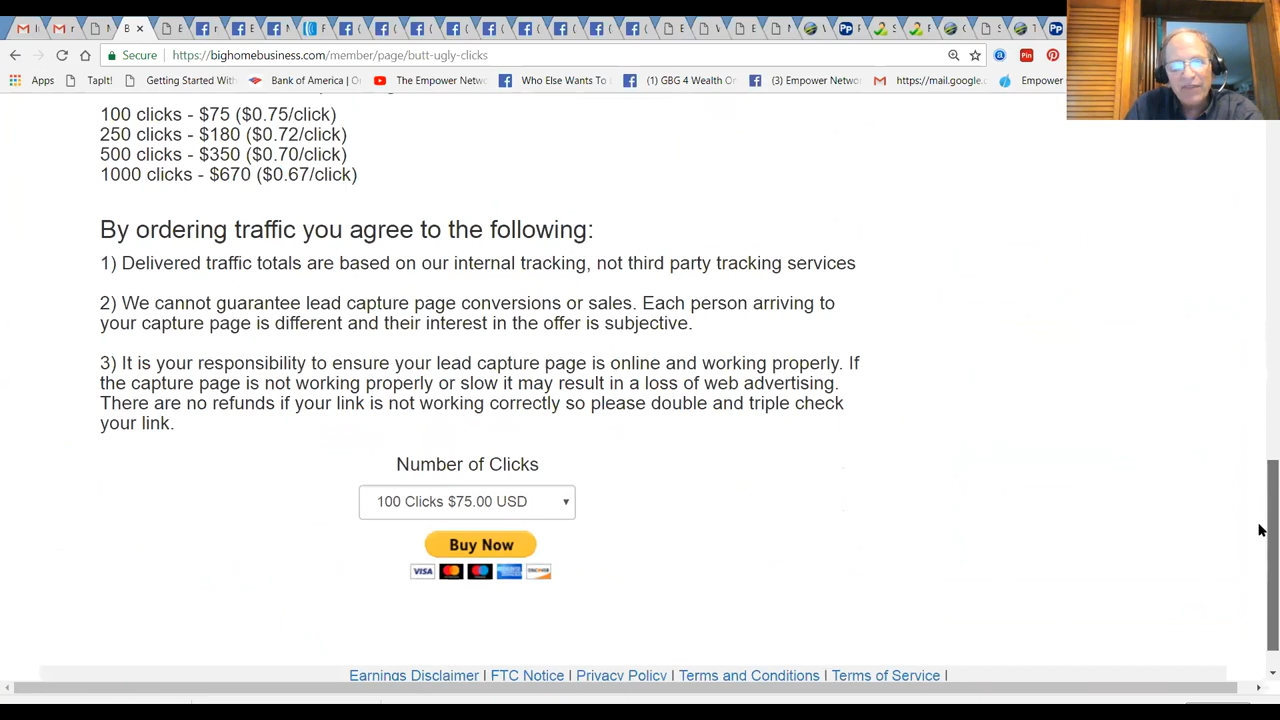 B
Secure
https://bighomebusiness.com/member/page/butt-ugly-clicks
Apps
TapIt!
Getting Started Wit
Bank of America | O
The Empower Netw
Who Else Wants To
(1) GBG 4 Wealth Or
(3) Empower Netwo
https://mail.google.c
Empower
100 clicks - $75 ($0.75/click)
250 clicks - $180 ($0.72/click)
500 clicks - $350 ($0.70/click)
1000 clicks - $670 ($0.67/click)
By ordering traffic you agree to the following:
1) Delivered traffic totals are based on our internal tracking, not third party tracking services
2) We cannot guarantee lead capture page conversions or sales. Each person arriving to
your capture page is different and their interest in the offer is subjective.
3) It is your responsibility to ensure your lead capture page is online and working properly. If
the capture page is not working properly or slow it may result in a loss of web advertising.
There are no refunds if your link is not working correctly so please double and triple check
your link.
Number of Clicks
100 Clicks $75.00 USD
Buy Now
VISA
Earnings Disclaimer | FTC Notice | Privacy Policy | Terms and Conditions | Terms of Service |